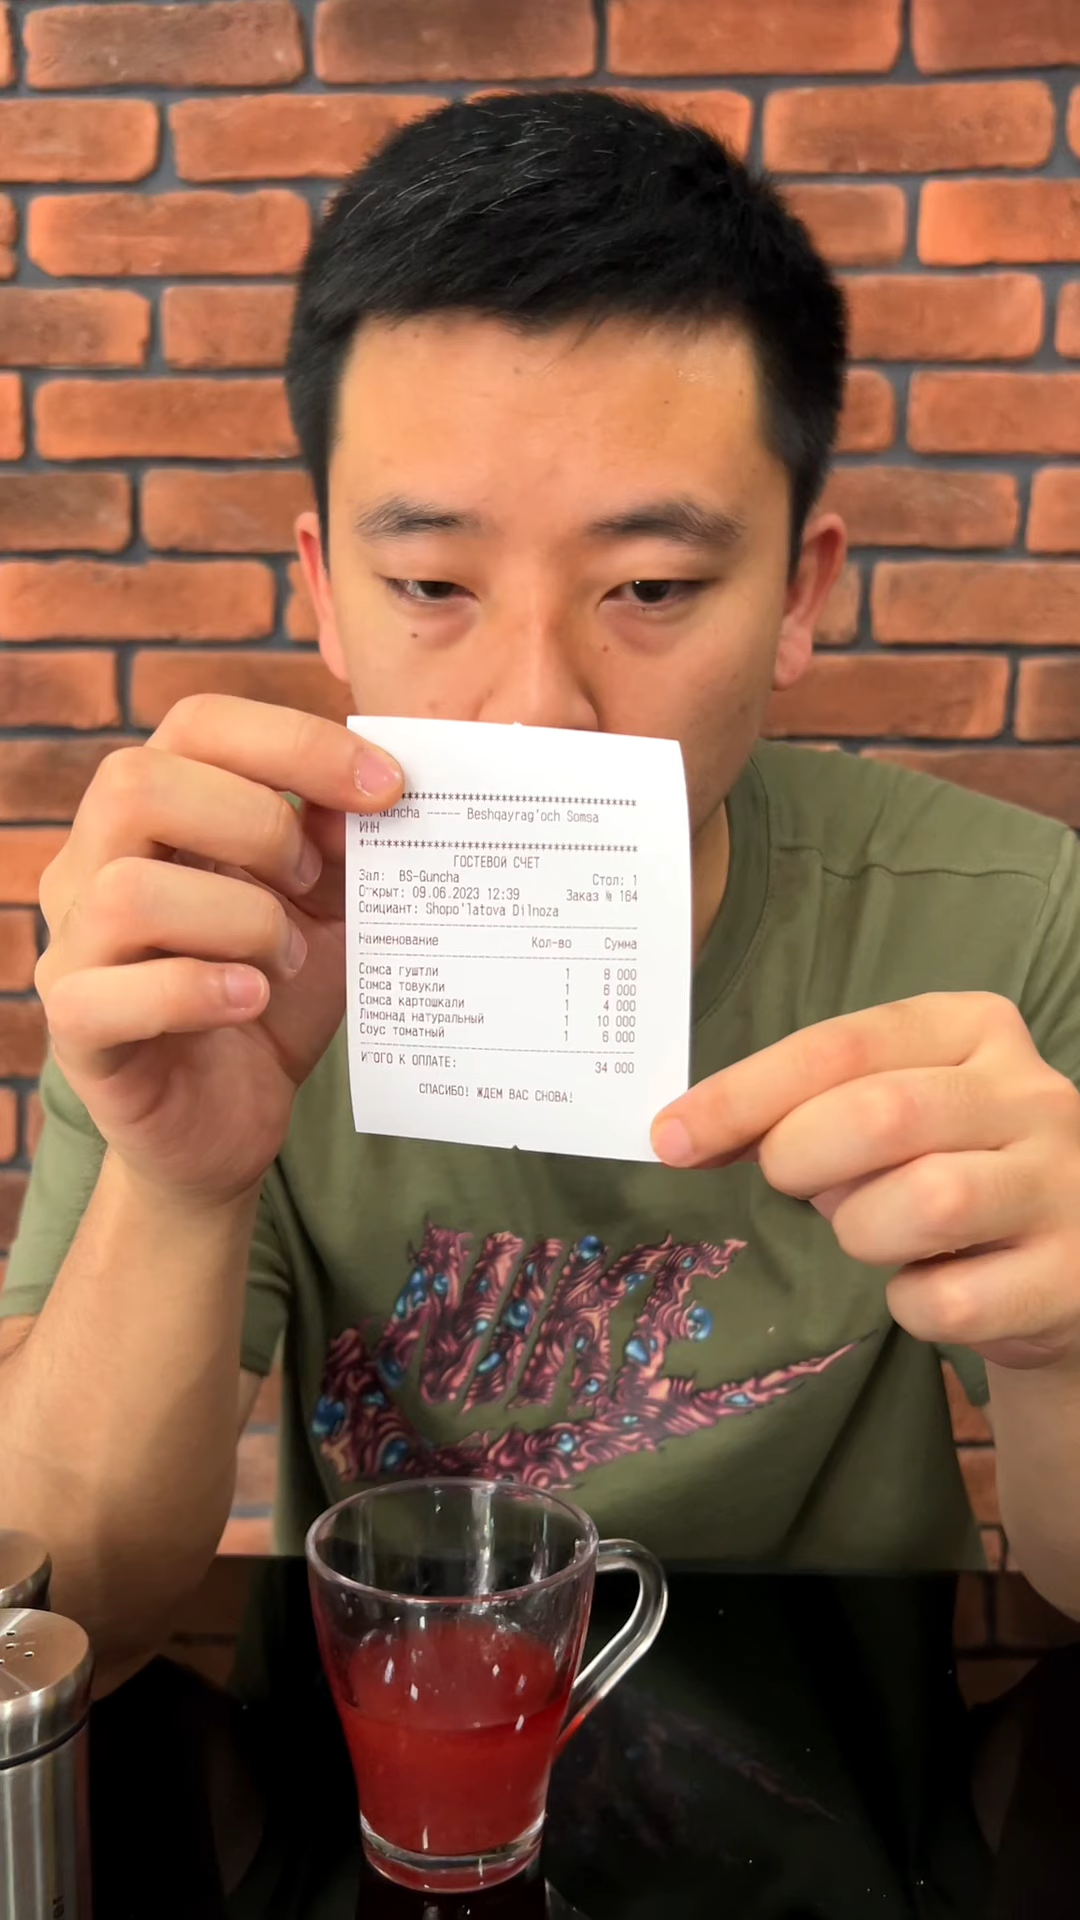 ***********************************
Guncha ----- Beshqayrag'och Somsa
ИНН
***********************************
ГОСТЕВОЙ СЧЕТ
Зал: BS-Guncha Стол: 1
Открыт: 09.06.2023 12:39 Заказ № 164
Официант: Shopo'latova Dilnoza
Наименование Кол-во Сумма
Сомса гуштли 1 8 000
Сомса товукли 1 6 000
Сомса картошкали 1 4 000
Лимонад натуральный 1 10 000
Соус томатный 1 6 000
ИТОГО К ОПЛАТЕ: 34 000
СПАСИБО! ЖДЕМ ВАС СНОВА!
NIKE